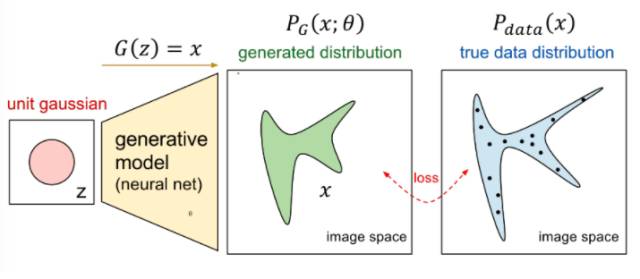 G(z) = x
P_G(x; θ)
P_data(x)
generated distribution
true data distribution
unit gaussian
generative
model
(neural net)
z
x
loss
image space
image space